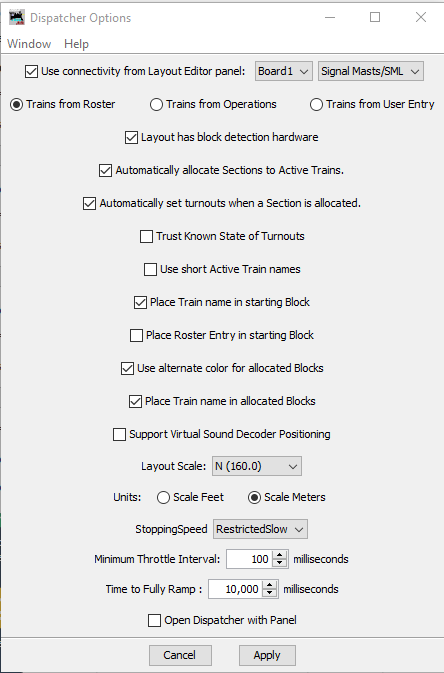 Dispatcher Options
Window Help
Use connectivity from Layout Editor panel: Board1 Signal Masts/SML
Trains from Roster Trains from Operations Trains from User Entry
Layout has block detection hardware
Automatically allocate Sections to Active Trains.
Automatically set turnouts when a Section is allocated.
Trust Known State of Turnouts
Use short Active Train names
Place Train name in starting Block
Place Roster Entry in starting Block
Use alternate color for allocated Blocks
Place Train name in allocated Blocks
Support Virtual Sound Decoder Positioning
Layout Scale: N (160.0)
Units: Scale Feet Scale Meters
StoppingSpeed RestrictedSlow
Minimum Throttle Interval: 100 milliseconds
Time to Fully Ramp : 10,000 milliseconds
Open Dispatcher with Panel
Cancel Apply